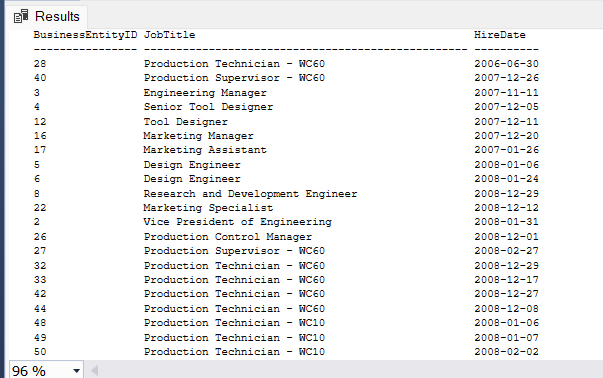 Results
BusinessEntityID JobTitle                                           HireDate
---------------- -------------------------------------------------- ----------
28               Production Technician - WC60                       2006-06-30
40               Production Supervisor - WC60                       2007-12-26
3                Engineering Manager                                2007-11-11
4                Senior Tool Designer                               2007-12-05
12               Tool Designer                                      2007-12-11
16               Marketing Manager                                  2007-12-20
17               Marketing Assistant                                2007-01-26
5                Design Engineer                                    2008-01-06
6                Design Engineer                                    2008-01-24
8                Research and Development Engineer                  2008-12-29
22               Marketing Specialist                               2008-12-12
2                Vice President of Engineering                      2008-01-31
26               Production Control Manager                         2008-12-01
27               Production Supervisor - WC60                       2008-02-27
32               Production Technician - WC60                       2008-12-29
33               Production Technician - WC60                       2008-12-17
42               Production Technician - WC60                       2008-12-27
44               Production Technician - WC60                       2008-12-08
48               Production Technician - WC10                       2008-01-06
49               Production Technician - WC10                       2008-01-07
50               Production Technician - WC10                       2008-02-02
96 %